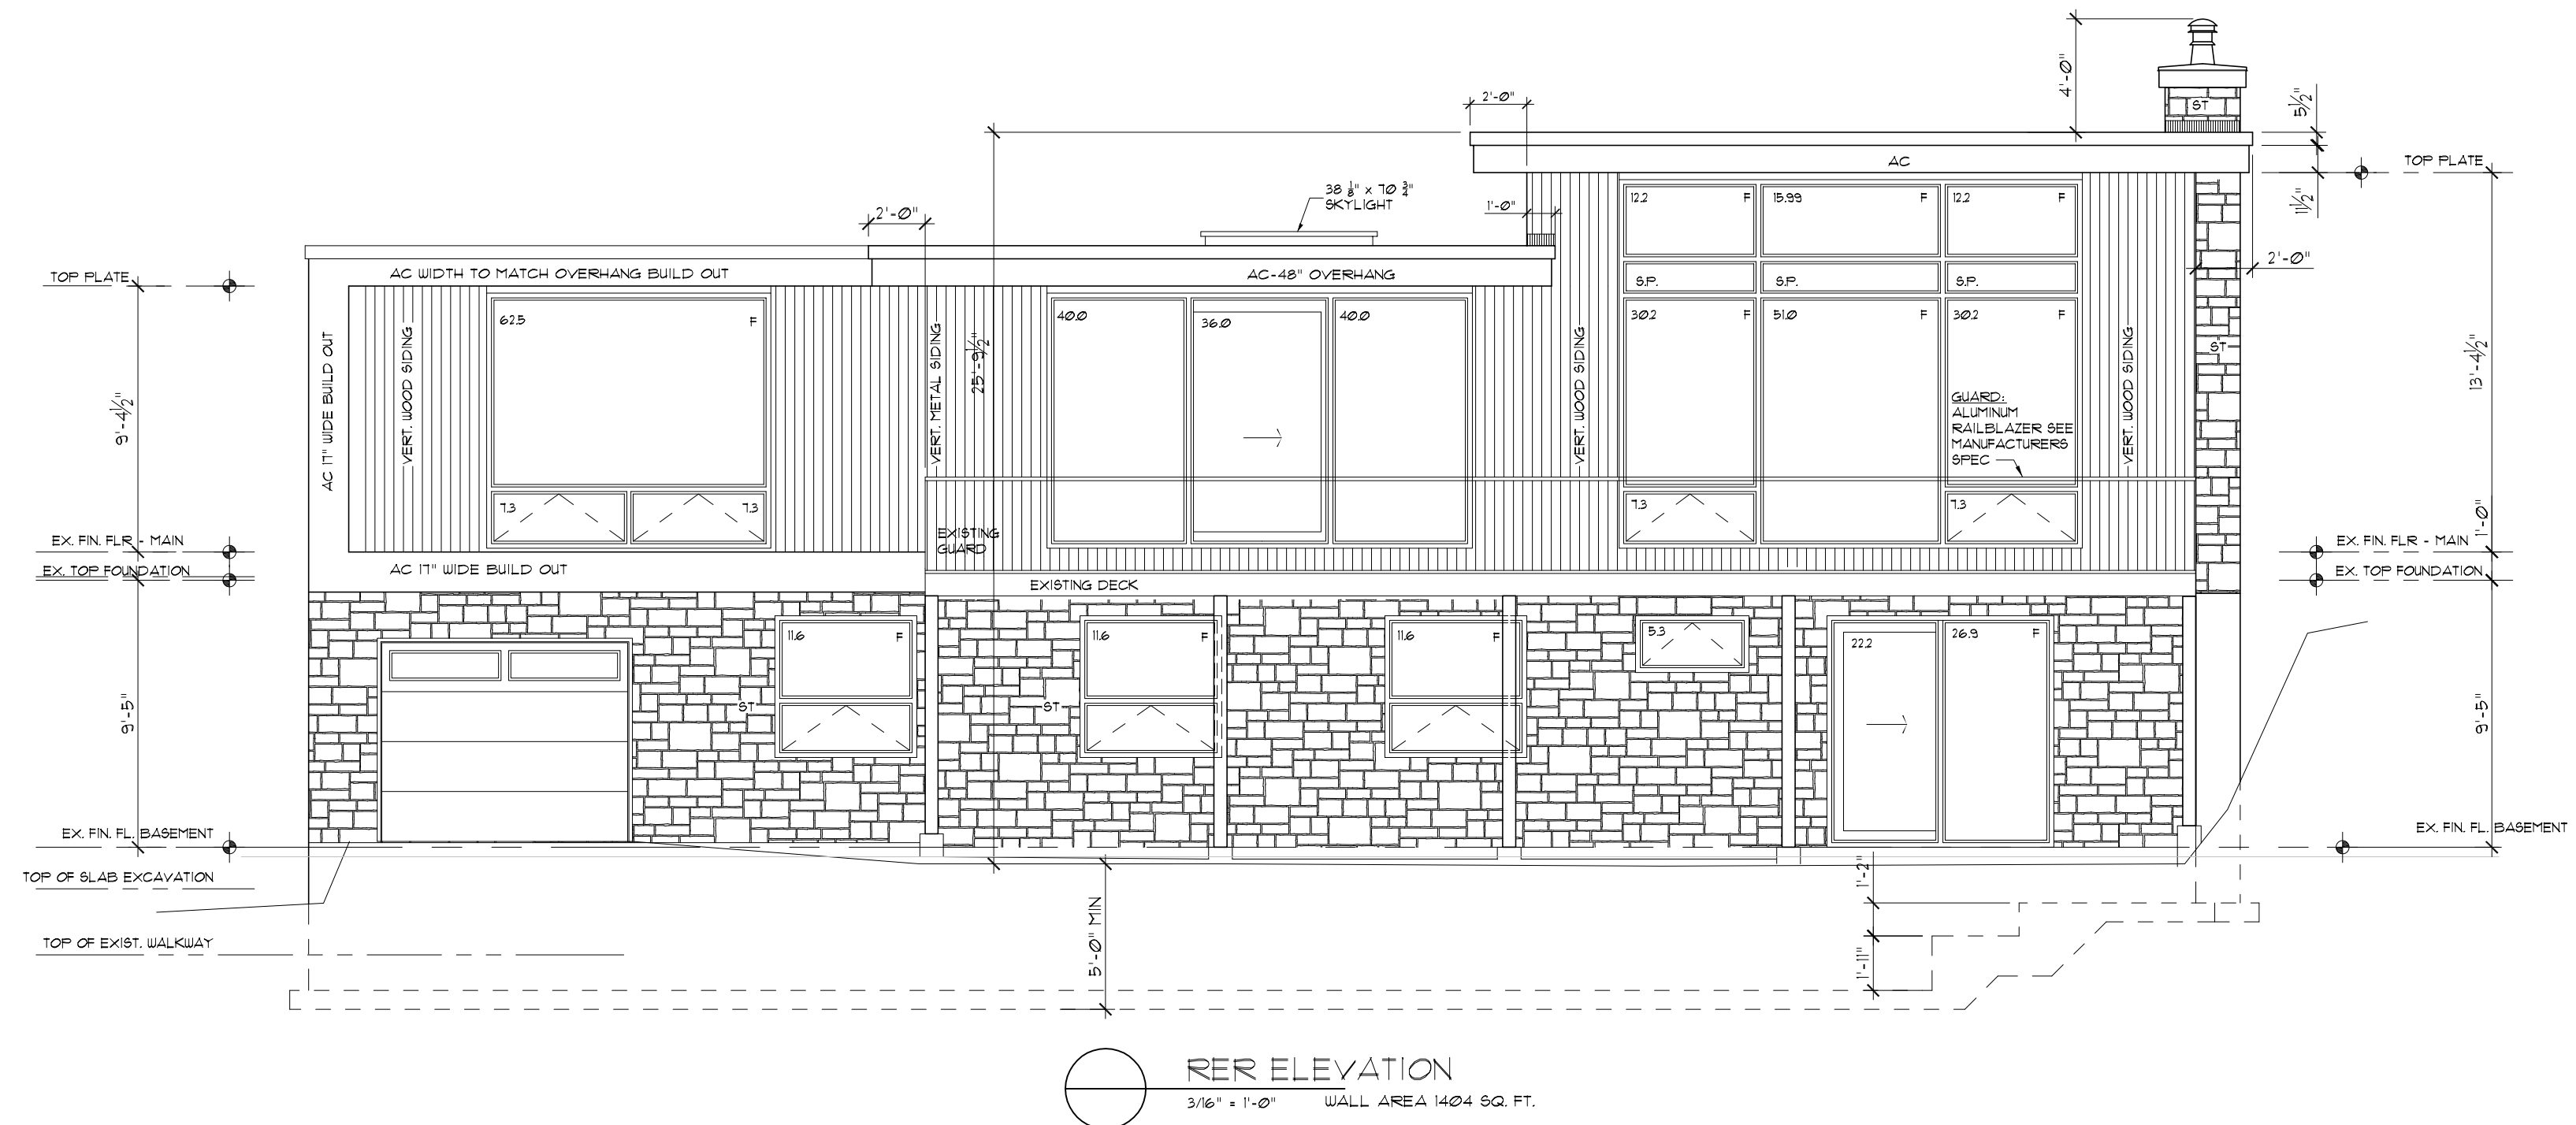 4'-0"
ST
5 1/2"
2'-0"
AC
TOP PLATE
38 1/8" x 70 3/4"
SKYLIGHT
1'-0"
12.2 F
15.99 F
12.2 F
11 1/2"
2'-0"
2'-0"
TOP PLATE
AC WIDTH TO MATCH OVERHANG BUILD OUT
AC-48" OVERHANG
S.P.
S.P.
S.P.
62.5 F
40.0
36.0
40.0
30.2 F
51.0 F
30.2 F
AC 17" WIDE BUILD OUT
VERT. WOOD SIDING
VERT. METAL SIDING
25'-9 1/2"
VERT. WOOD SIDING
VERT. WOOD SIDING
ST
13'-4 1/2"
9'-4 1/2"
GUARD:
ALUMINUM
RAILBLAZER SEE
MANUFACTURERS
SPEC
7.3
7.3
7.3
7.3
1'-0"
EXISTING
GUARD
EX. FIN. FLR - MAIN
EX. FIN. FLR - MAIN
EX. TOP FOUNDATION
AC 17" WIDE BUILD OUT
EXISTING DECK
EX. TOP FOUNDATION
11.6 F
11.6 F
11.6 F
5.3
22.2
26.9 F
9'-5"
ST
ST
9'-5"
EX. FIN. FL. BASEMENT
EX. FIN. FL. BASEMENT
TOP OF SLAB EXCAVATION
1'-2"
5'-0" MIN
TOP OF EXIST. WALKWAY
1'-11"
RER ELEVATION
3/16" = 1'-0"
WALL AREA 1404 SQ. FT.